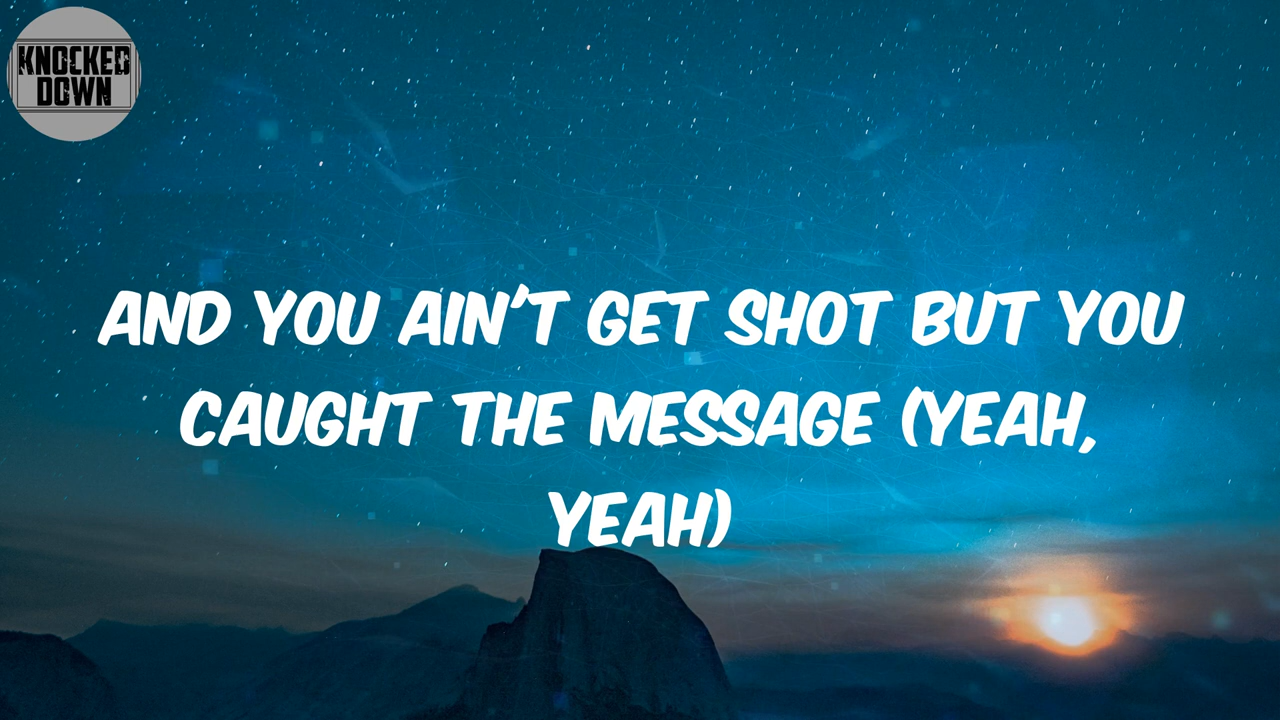 KNOCKED
DOWN
AND YOU AIN'T GET SHOT BUT YOU
CAUGHT THE MESSAGE (YEAH,
YEAH)